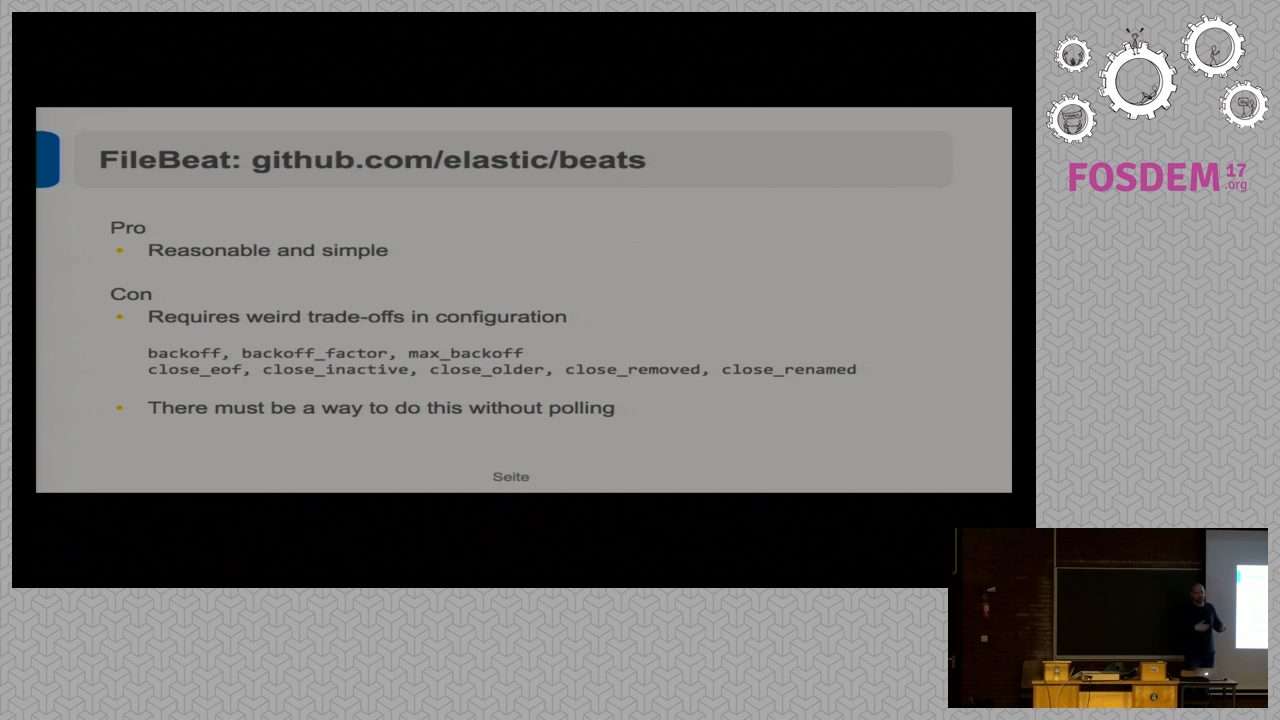 FileBeat: github.com/elastic/beats
Pro
• Reasonable and simple
Con
• Requires weird trade-offs in configuration
backoff, backoff_factor, max_backoff
close_eof, close_inactive, close_older, close_removed, close_renamed
• There must be a way to do this without polling
Seite
FOSDEM 17
.org